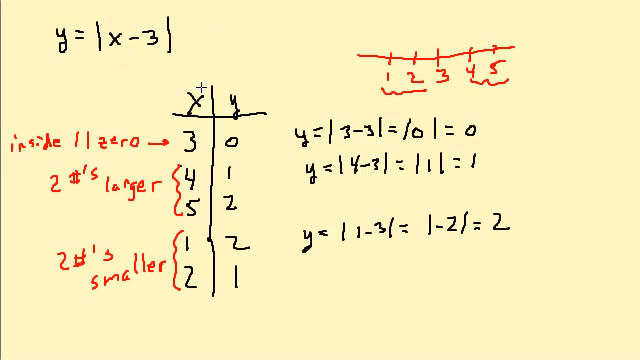 y = |x - 3|
1 2 3 4 5
x y
inside || zero → 3 0
y = |3-3| = |0| = 0
2 #'s larger
4 1
y = |4-3| = |1| = 1
5 2
2 #'s smaller
1 2
y = |1-3| = |-2| = 2
2 1